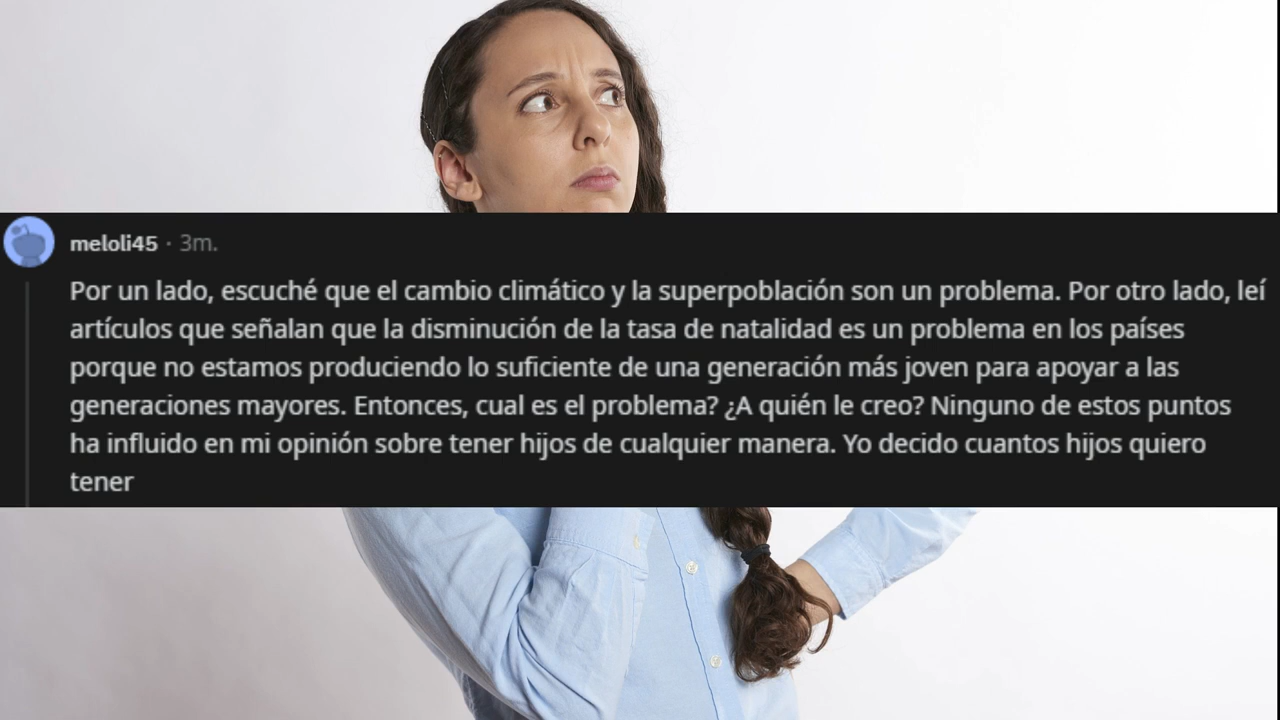 meloli45 · 3m.
Por un lado, escuché que el cambio climático y la superpoblación son un problema. Por otro lado, leí
artículos que señalan que la disminución de la tasa de natalidad es un problema en los países
porque no estamos produciendo lo suficiente de una generación más joven para apoyar a las
generaciones mayores. Entonces, cual es el problema? ¿A quién le creo? Ninguno de estos puntos
ha influido en mi opinión sobre tener hijos de cualquier manera. Yo decido cuantos hijos quiero
tener